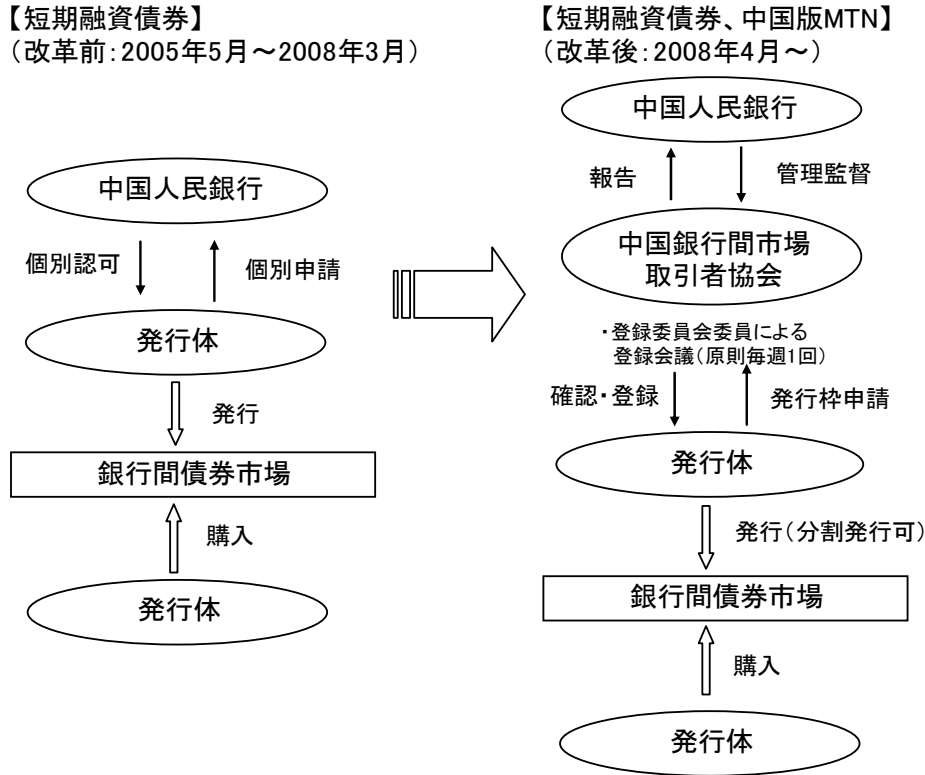 【短期融資債券】
（改革前：2005年5月～2008年3月）
中国人民銀行
個別認可
個別申請
発行体
発行
銀行間債券市場
購入
発行体
【短期融資債券、中国版MTN】
（改革後：2008年4月～）
中国人民銀行
報告
管理監督
中国銀行間市場
取引者協会
・登録委員会委員による
登録会議（原則毎週1回）
確認・登録
発行枠申請
発行体
発行（分割発行可）
銀行間債券市場
購入
発行体